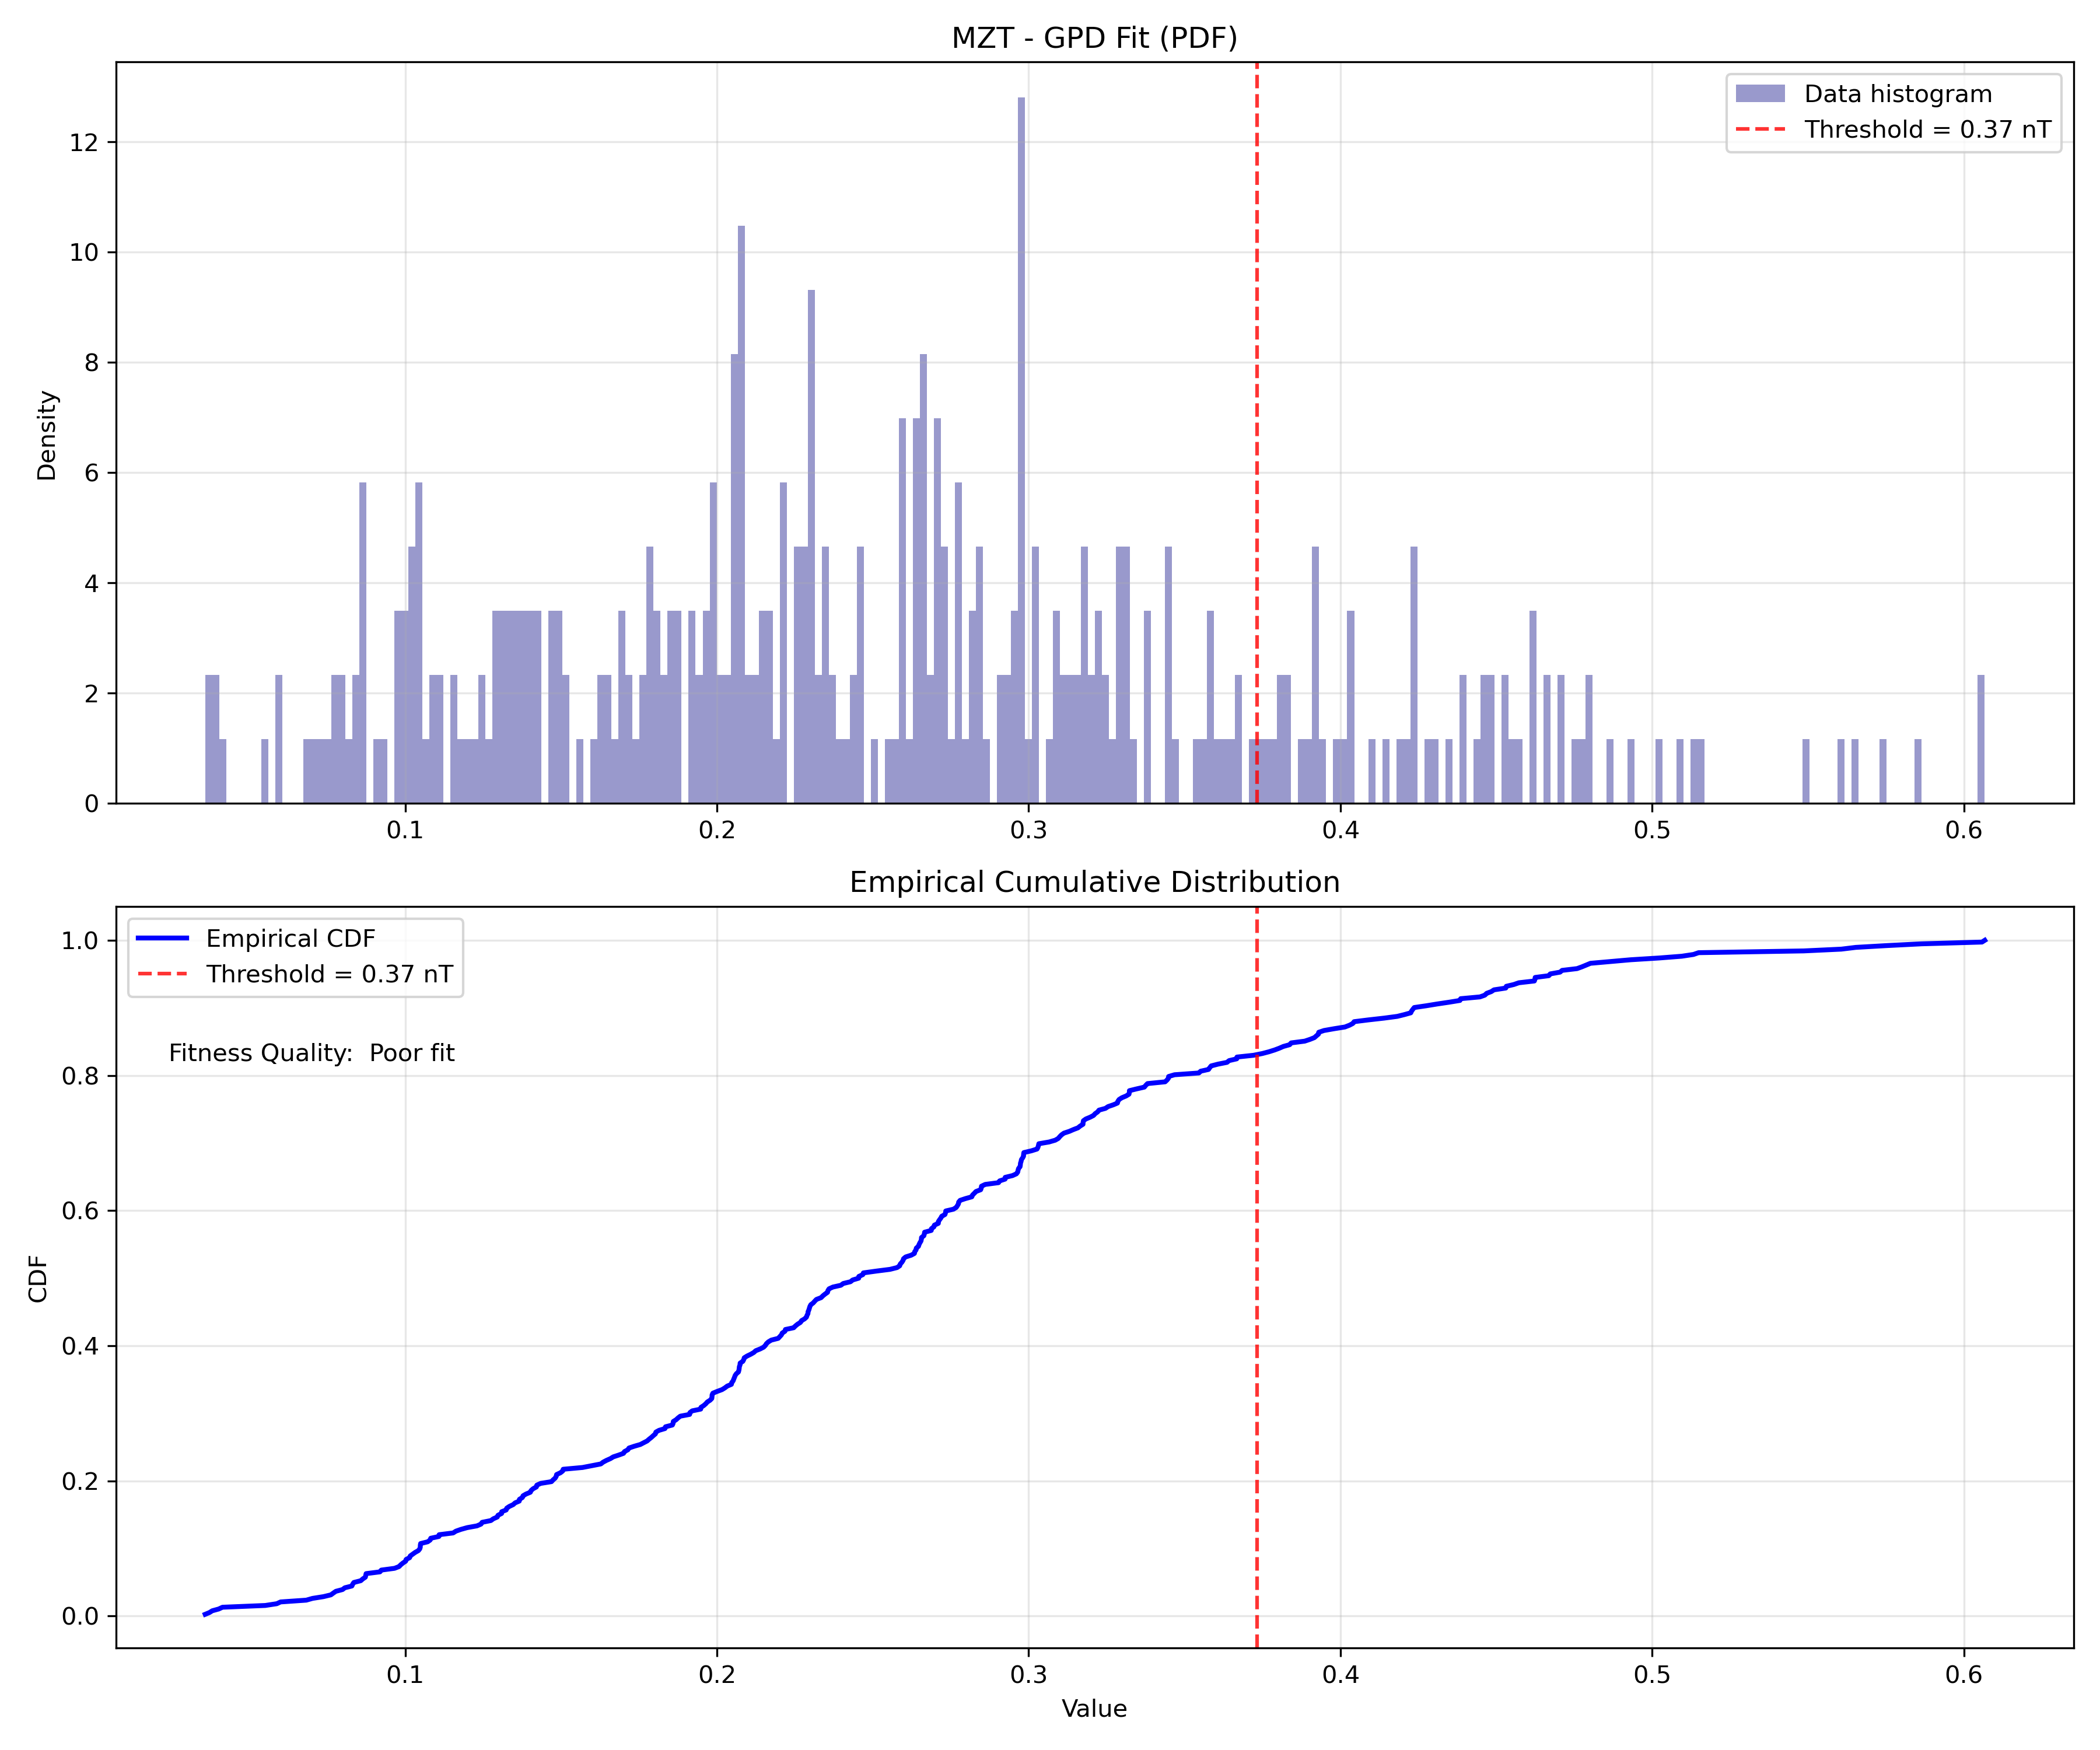 MZT - GPD Fit (PDF)
Density
12
10
8
6
4
2
0
Data histogram
Threshold = 0.37 nT
0.1 0.2 0.3 0.4 0.5 0.6
Empirical Cumulative Distribution
CDF
1.0
0.8
0.6
0.4
0.2
0.0
Empirical CDF
Threshold = 0.37 nT
Fitness Quality: Poor fit
0.1 0.2 0.3 0.4 0.5 0.6
Value